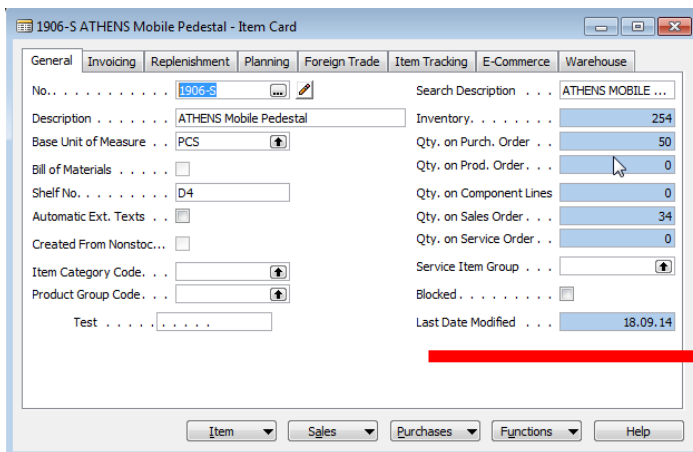 1906-S ATHENS Mobile Pedestal - Item Card
General Invoicing Replenishment Planning Foreign Trade Item Tracking E-Commerce Warehouse
No.. . . . . . . . . . . 1906-S ... Search Description . . . ATHENS MOBILE ...
Description . . . . . . . ATHENS Mobile Pedestal Inventory. . . . . . . . 254
Base Unit of Measure . . PCS Qty. on Purch. Order . . 50
Bill of Materials . . . . . Qty. on Prod. Order. . . 0
Shelf No. . . . . . . . . . D4 Qty. on Component Lines 0
Automatic Ext. Texts . . Qty. on Sales Order. . . 34
Created From Nonstoc... Qty. on Service Order. . 0
Item Category Code. . . Service Item Group . . .
Product Group Code. . . Blocked. . . . . . . . . .
Test . . . . . . . . . . Last Date Modified . . . 18.09.14
Item Sales Purchases Functions Help